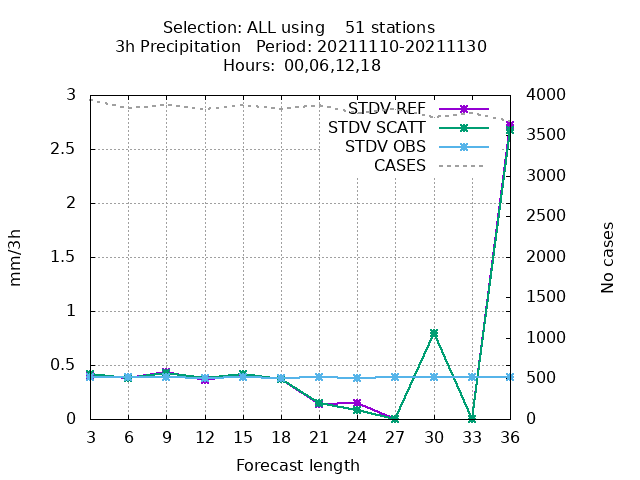 Selection: ALL using    51 stations
3h Precipitation   Period: 20211110-20211130
Hours: 00,06,12,18
STDV REF
STDV SCATT
STDV OBS
CASES
mm/3h
3
2.5
2
1.5
1
0.5
0
4000
3500
3000
2500
2000
1500
1000
500
0
No cases
3 6 9 12 15 18 21 24 27 30 33 36
Forecast length